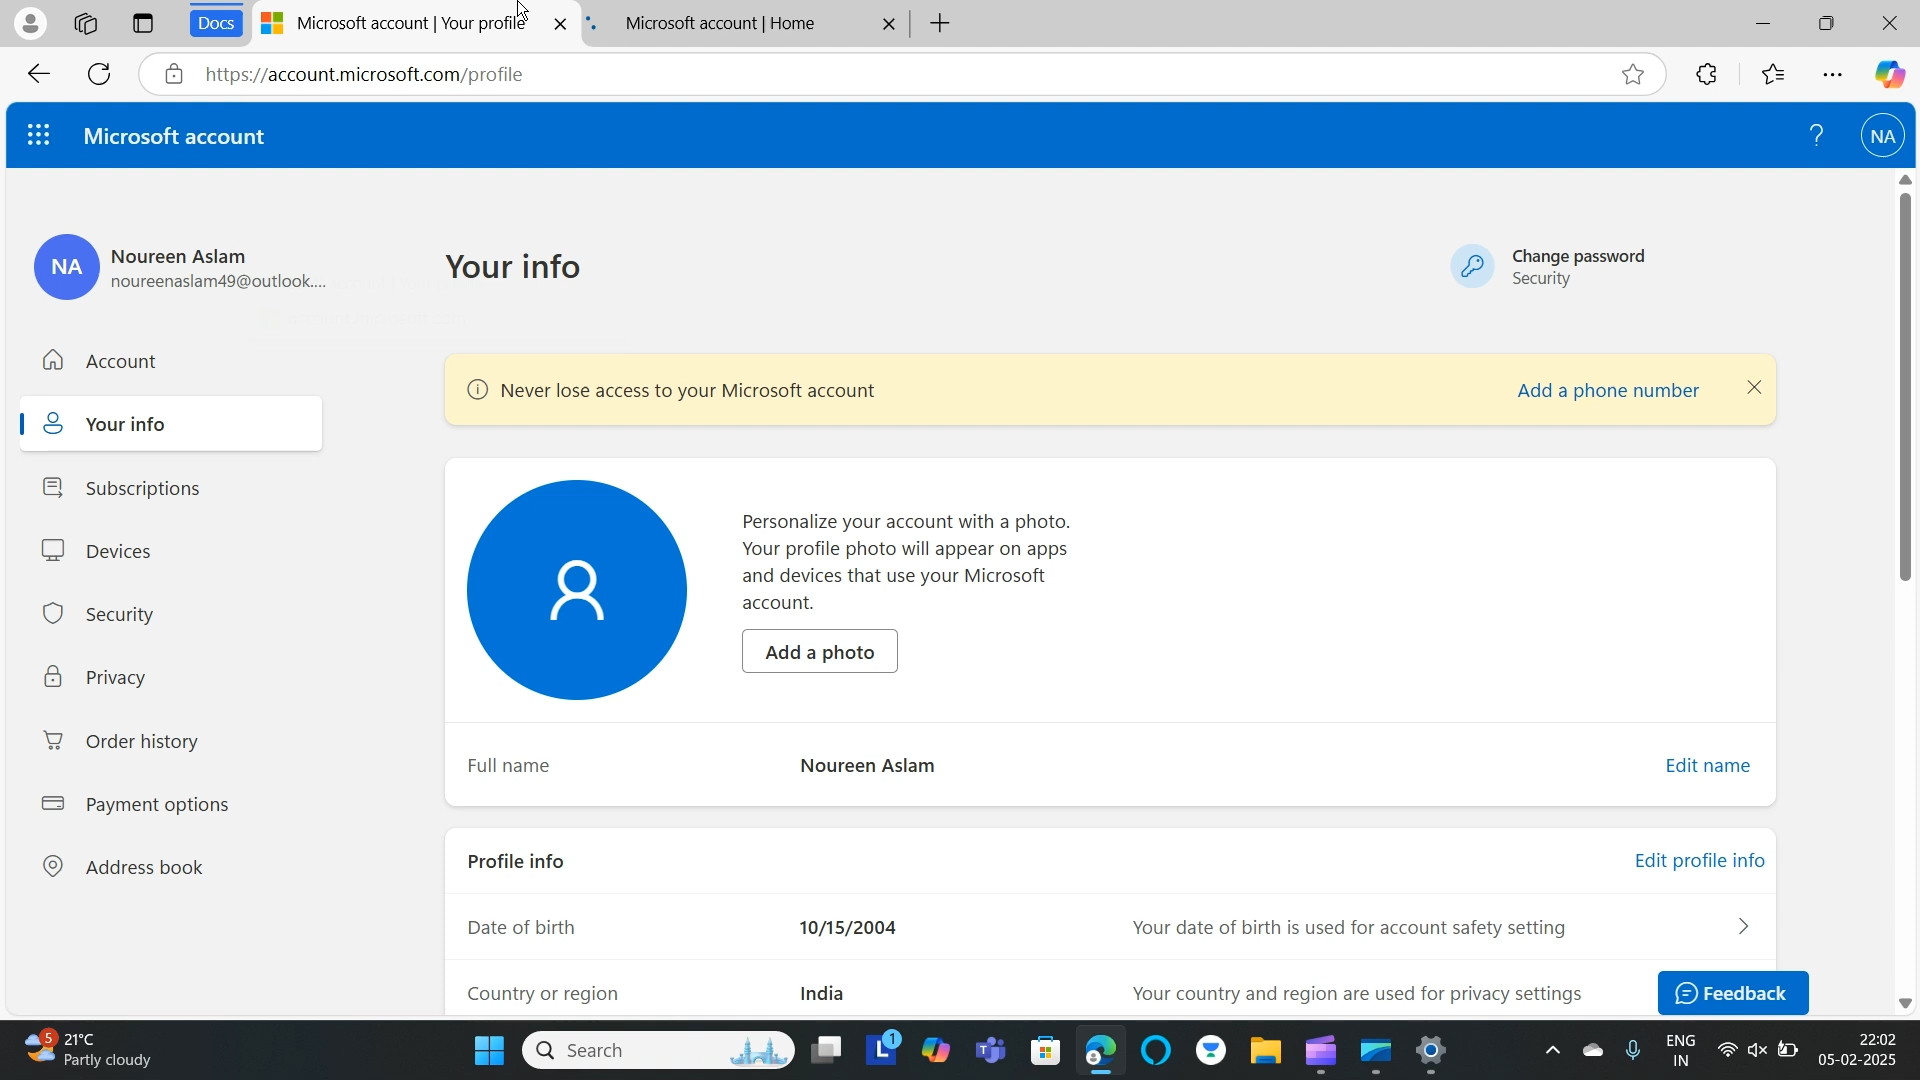 Docs
Microsoft account | Your profile
Microsoft account | Home
https://account.microsoft.com/profile
Microsoft account
?
NA
NA
Noureen Aslam
noureenaslam49@outlook....
Your info
Change password
Security
Account
Never lose access to your Microsoft account
Add a phone number
Your info
Subscriptions
Personalize your account with a photo.
Your profile photo will appear on apps
and devices that use your Microsoft
account.
Devices
Security
Add a photo
Privacy
Order history
Full name
Noureen Aslam
Edit name
Payment options
Address book
Profile info
Edit profile info
Date of birth
10/15/2004
Your date of birth is used for account safety setting
Country or region
India
Your country and region are used for privacy settings
Feedback
5
21°C
Partly cloudy
Search
L
1
ENG
IN
22:02
05-02-2025